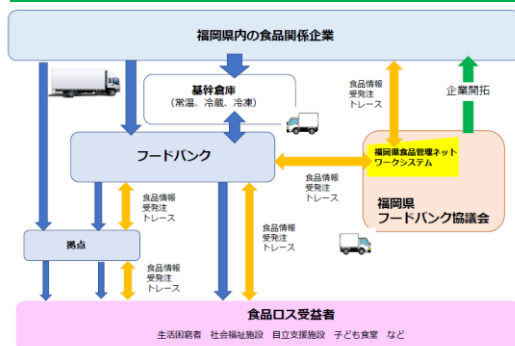 福岡県内の食品関係企業
基幹倉庫
(常温、冷蔵、冷凍)
食品情報
受発注
トレース
企業開拓
フードバンク
福岡県食品管理ネット
ワークシステム
福岡県
フードバンク協議会
食品情報
受発注
トレース
食品情報
受発注
トレース
食品情報
受発注
トレース
拠点
食品情報
受発注
トレース
食品ロス受益者
生活困窮者 社会福祉施設 自立支援施設 子ども食堂 など